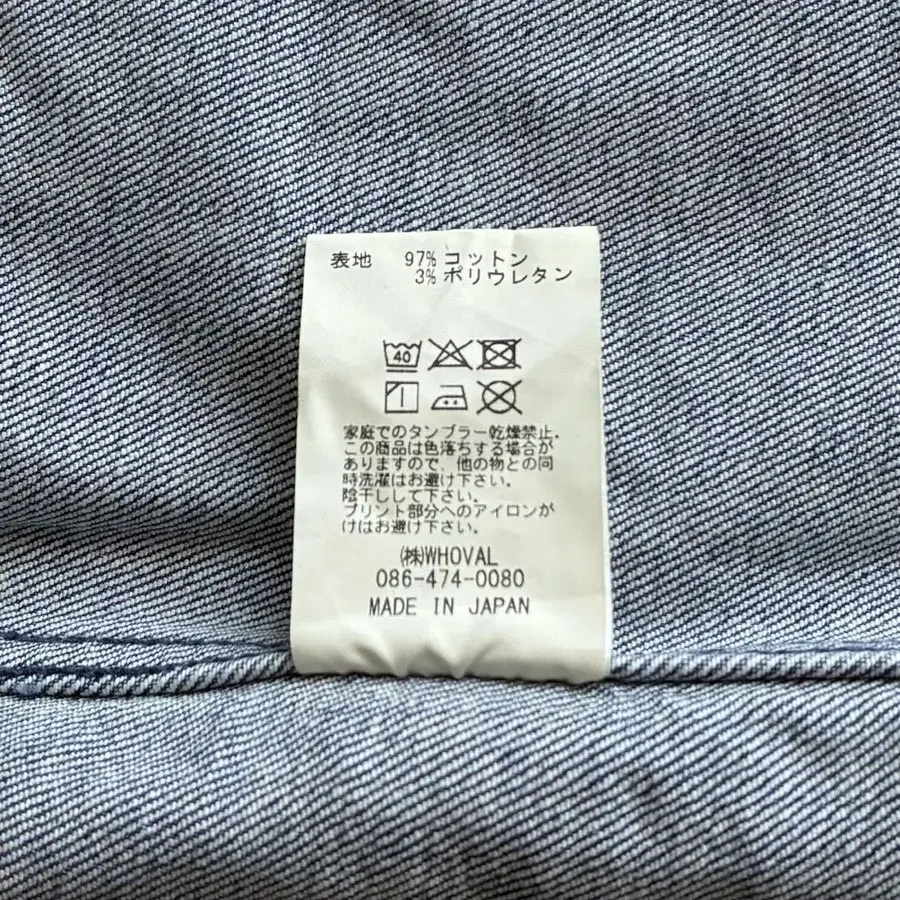 表地 97% コットン
3% ポリウレタン
40
家庭でのタンブラー乾燥禁止.
この商品は色落ちする場合が
ありますので、他の物との同
時洗濯はお避け下さい.
陰干しして下さい.
プリント部分へのアイロンが
けはお避け下さい.
㈱WHOVAL
086-474-0080
MADE IN JAPAN